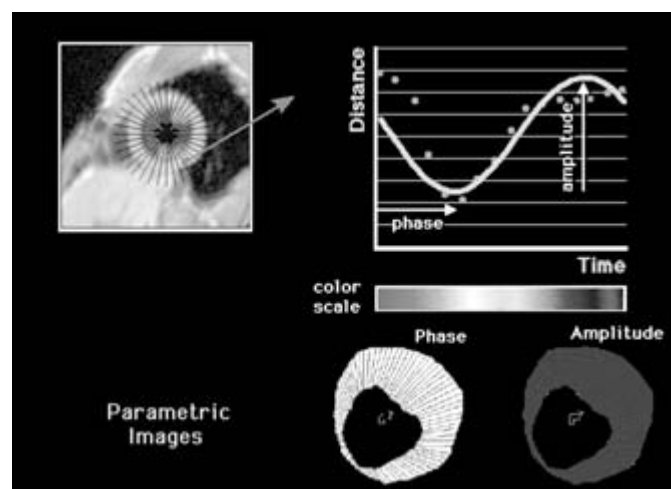 Distance
amplitude
phase
Time
color
scale
Phase
Amplitude
Parametric
Images